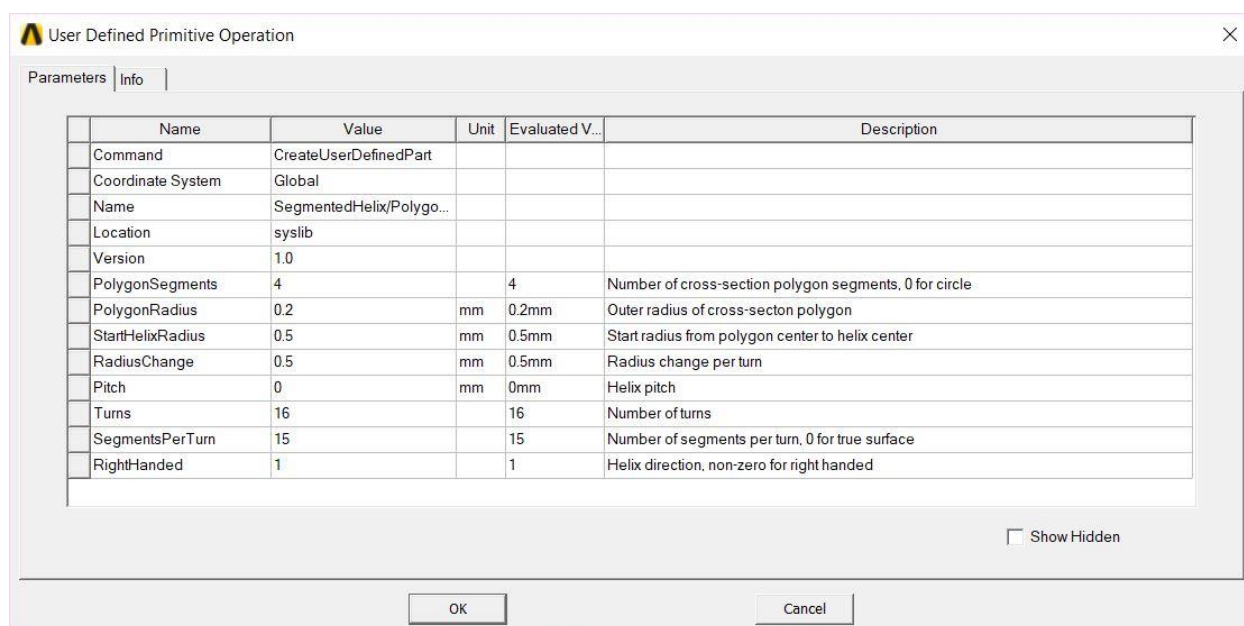 User Defined Primitive Operation
Parameters Info
Name Value Unit Evaluated V... Description
Command CreateUserDefinedPart
Coordinate System Global
Name SegmentedHelix/Polygo...
Location syslib
Version 1.0
PolygonSegments 4 4 Number of cross-section polygon segments, 0 for circle
PolygonRadius 0.2 mm 0.2mm Outer radius of cross-secton polygon
StartHelixRadius 0.5 mm 0.5mm Start radius from polygon center to helix center
RadiusChange 0.5 mm 0.5mm Radius change per turn
Pitch 0 mm 0mm Helix pitch
Turns 16 16 Number of turns
SegmentsPerTurn 15 15 Number of segments per turn, 0 for true surface
RightHanded 1 1 Helix direction, non-zero for right handed
Show Hidden
OK Cancel